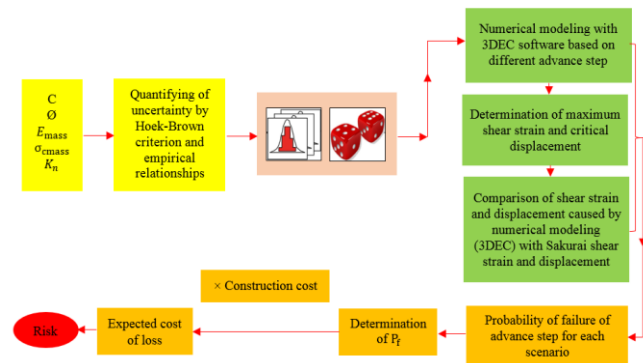 C
Ø
E_mass
σ_cmass
K_n
Quantifying of
uncertainty by
Hoek-Brown
criterion and
empirical
relationships
Numerical modeling with
3DEC software based on
different advance step
Determination of maximum
shear strain and critical
displacement
Comparison of shear strain
and displacement caused by
numerical modeling
(3DEC) with Sakurai shear
strain and displacement
× Construction cost
Risk
Expected cost
of loss
Determination
of P_f
Probability of failure of
advance step for each
scenario